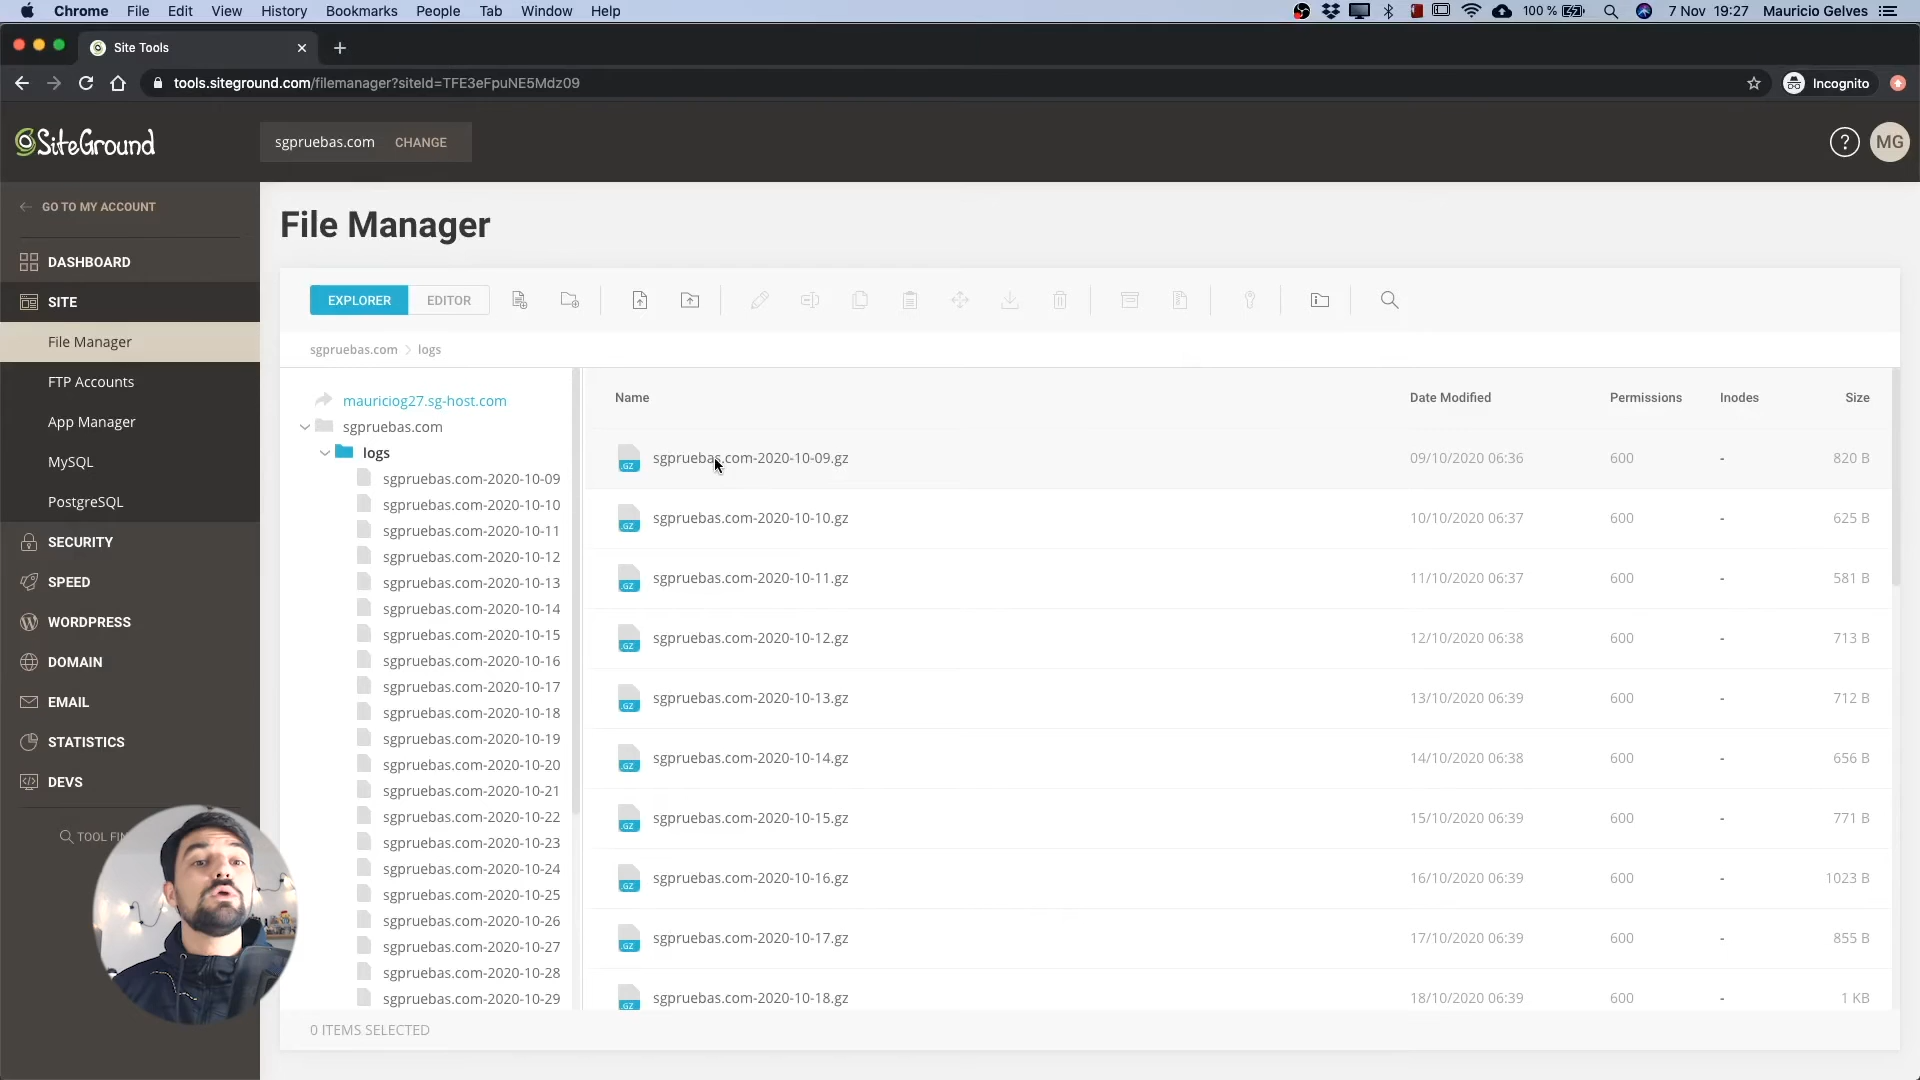 Chrome File Edit View History Bookmarks People Tab Window Help 100 % 7 Nov 19:27 Mauricio Gelves
Site Tools
tools.siteground.com/filemanager?siteId=TFE3eFpuNE5Mdz09 Incognito
SiteGround sgpruebas.com CHANGE ? MG
GO TO MY ACCOUNT
DASHBOARD
SITE
File Manager
FTP Accounts
App Manager
MySQL
PostgreSQL
SECURITY
SPEED
WORDPRESS
DOMAIN
EMAIL
STATISTICS
DEVS
TOOL FIN
File Manager
EXPLORER EDITOR
sgpruebas.com > logs
mauriciog27.sg-host.com
sgpruebas.com
logs
sgpruebas.com-2020-10-09
sgpruebas.com-2020-10-10
sgpruebas.com-2020-10-11
sgpruebas.com-2020-10-12
sgpruebas.com-2020-10-13
sgpruebas.com-2020-10-14
sgpruebas.com-2020-10-15
sgpruebas.com-2020-10-16
sgpruebas.com-2020-10-17
sgpruebas.com-2020-10-18
sgpruebas.com-2020-10-19
sgpruebas.com-2020-10-20
sgpruebas.com-2020-10-21
sgpruebas.com-2020-10-22
sgpruebas.com-2020-10-23
sgpruebas.com-2020-10-24
sgpruebas.com-2020-10-25
sgpruebas.com-2020-10-26
sgpruebas.com-2020-10-27
sgpruebas.com-2020-10-28
sgpruebas.com-2020-10-29
Name Date Modified Permissions Inodes Size
.GZ sgpruebas.com-2020-10-09.gz 09/10/2020 06:36 600 - 820 B
.GZ sgpruebas.com-2020-10-10.gz 10/10/2020 06:37 600 - 625 B
.GZ sgpruebas.com-2020-10-11.gz 11/10/2020 06:37 600 - 581 B
.GZ sgpruebas.com-2020-10-12.gz 12/10/2020 06:38 600 - 713 B
.GZ sgpruebas.com-2020-10-13.gz 13/10/2020 06:39 600 - 712 B
.GZ sgpruebas.com-2020-10-14.gz 14/10/2020 06:38 600 - 656 B
.GZ sgpruebas.com-2020-10-15.gz 15/10/2020 06:39 600 - 771 B
.GZ sgpruebas.com-2020-10-16.gz 16/10/2020 06:39 600 - 1023 B
.GZ sgpruebas.com-2020-10-17.gz 17/10/2020 06:39 600 - 855 B
.GZ sgpruebas.com-2020-10-18.gz 18/10/2020 06:39 600 - 1 KB
0 ITEMS SELECTED